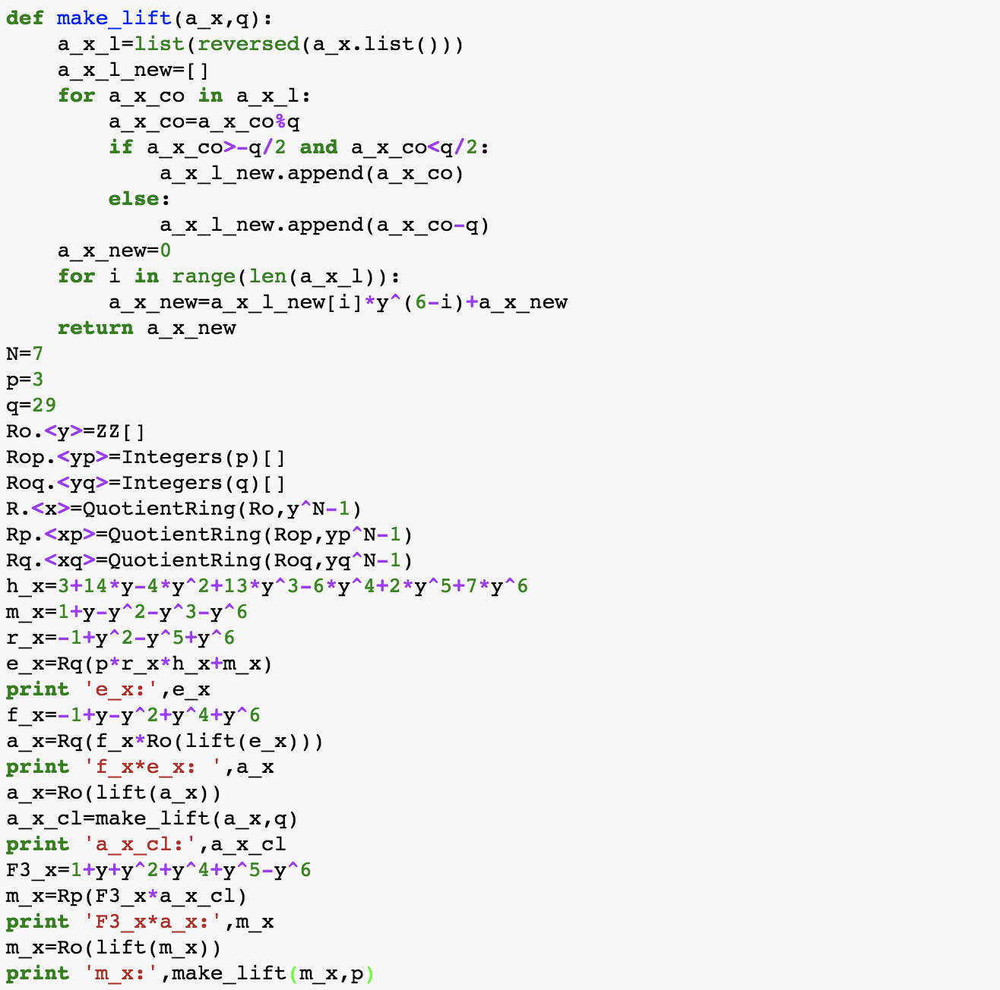 def make_lift(a_x,q):
    a_x_l=list(reversed(a_x.list()))
    a_x_l_new=[]
    for a_x_co in a_x_l:
        a_x_co=a_x_co%q
        if a_x_co>-q/2 and a_x_co<q/2:
            a_x_l_new.append(a_x_co)
        else:
            a_x_l_new.append(a_x_co-q)
    a_x_new=0
    for i in range(len(a_x_l)):
        a_x_new=a_x_l_new[i]*y^(6-i)+a_x_new
    return a_x_new
N=7
p=3
q=29
Ro.<y>=ZZ[]
Rop.<yp>=Integers(p)[]
Roq.<yq>=Integers(q)[]
R.<x>=QuotientRing(Ro,y^N-1)
Rp.<xp>=QuotientRing(Rop,yp^N-1)
Rq.<xq>=QuotientRing(Roq,yq^N-1)
h_x=3+14*y-4*y^2+13*y^3-6*y^4+2*y^5+7*y^6
m_x=1+y-y^2-y^3-y^6
r_x=-1+y^2-y^5+y^6
e_x=Rq(p*r_x*h_x+m_x)
print 'e_x:',e_x
f_x=-1+y-y^2+y^4+y^6
a_x=Rq(f_x*Ro(lift(e_x)))
print 'f_x*e_x: ',a_x
a_x=Ro(lift(a_x))
a_x_cl=make_lift(a_x,q)
print 'a_x_cl:',a_x_cl
F3_x=1+y+y^2+y^4+y^5-y^6
m_x=Rp(F3_x*a_x_cl)
print 'F3_x*a_x:',m_x
m_x=Ro(lift(m_x))
print 'm_x:',make_lift(m_x,p)